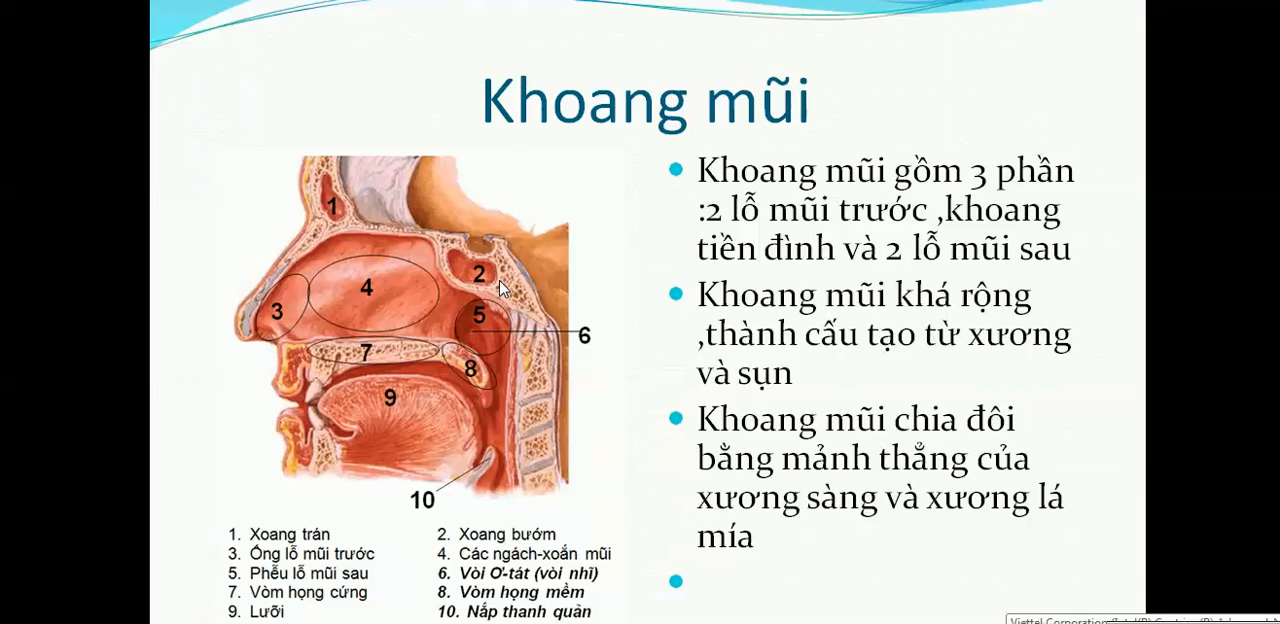 Khoang mũi
Khoang mũi gồm 3 phần
:2 lỗ mũi trước ,khoang
tiền đình và 2 lỗ mũi sau
Khoang mũi khá rộng
,thành cấu tạo từ xương
và sụn
Khoang mũi chia đôi
bằng mảnh thẳng của
xương sàng và xương lá
mía
1
2
3
4
5
6
7
8
9
10
1. Xoang trán
2. Xoang bướm
3. Ống lỗ mũi trước
4. Các ngách-xoắn mũi
5. Phễu lỗ mũi sau
6. Vòi Ơ-tát (vòi nhĩ)
7. Vòm họng cứng
8. Vòm họng mềm
9. Lưỡi
10. Nắp thanh quản
Viettel Corporation